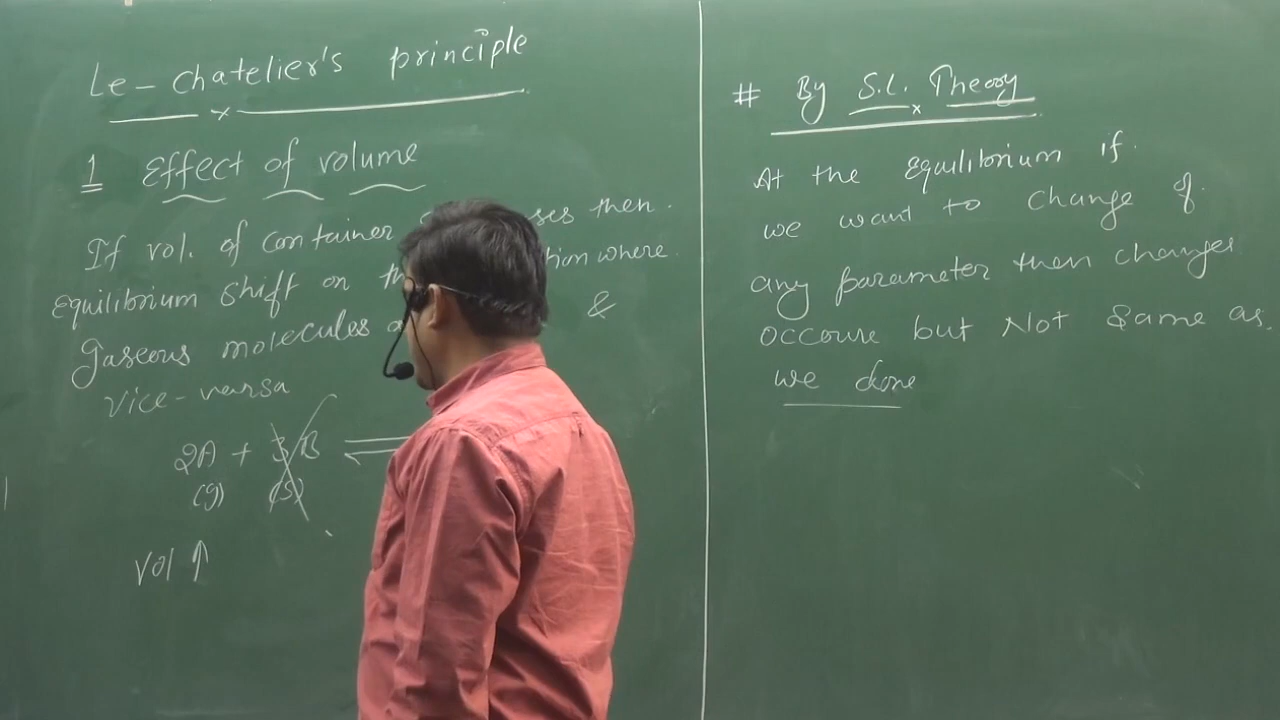 Le-chatelier's principle
1 Effect of volume
If vol. of container ses then.
Equilibrium shift on th tion where.
gaseous molecules &
vice-versa
2A + 3B ⇌
(g) (s)
Vol ↑
# By S.L. Theory
At the Equilibrium if.
we want to change of.
any parameter then changes
occoure but Not Same as.
we done